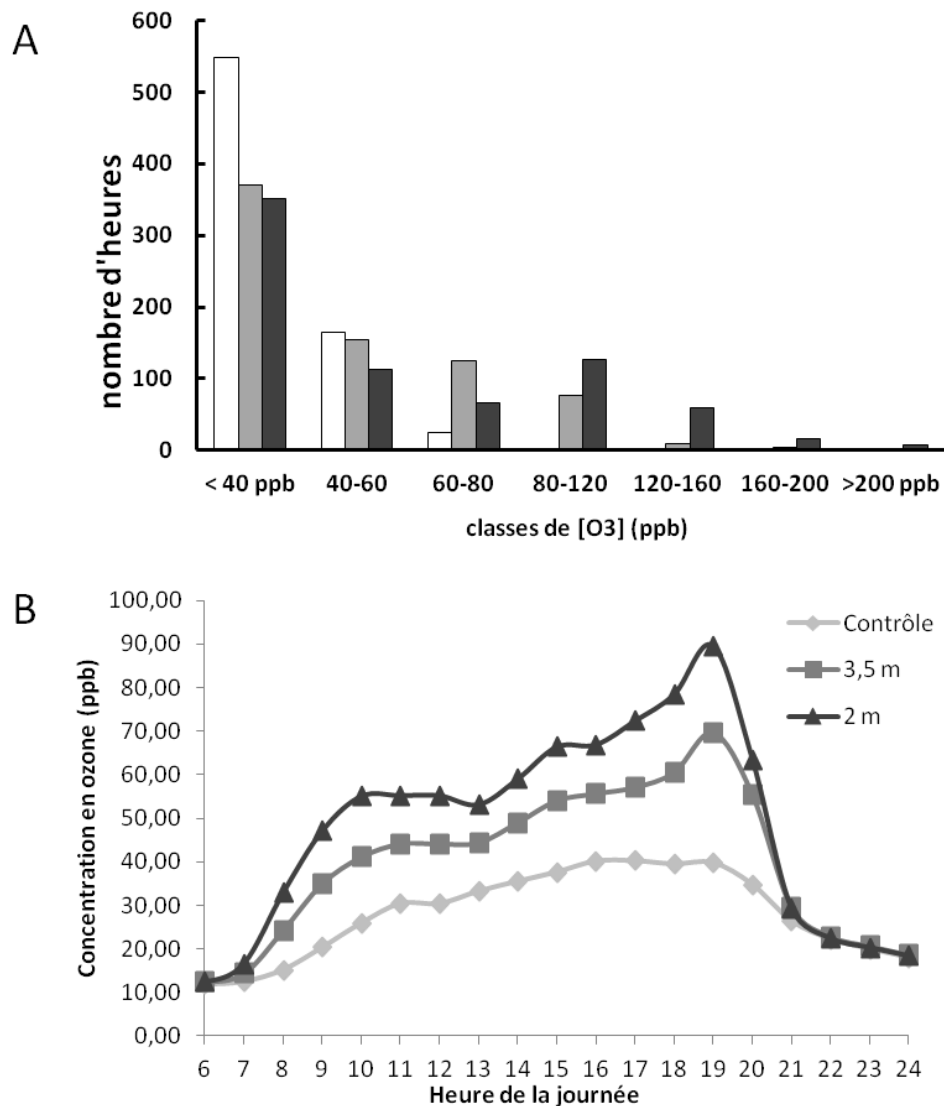 A
600
500
400
300
200
100
0
nombre d'heures
< 40 ppb 40-60 60-80 80-120 120-160 160-200 >200 ppb
classes de [O3] (ppb)
B
100,00
90,00
80,00
70,00
60,00
50,00
40,00
30,00
20,00
10,00
0,00
Concentration en ozone (ppb)
Contrôle
3,5 m
2 m
6 7 8 9 10 11 12 13 14 15 16 17 18 19 20 21 22 23 24
Heure de la journée